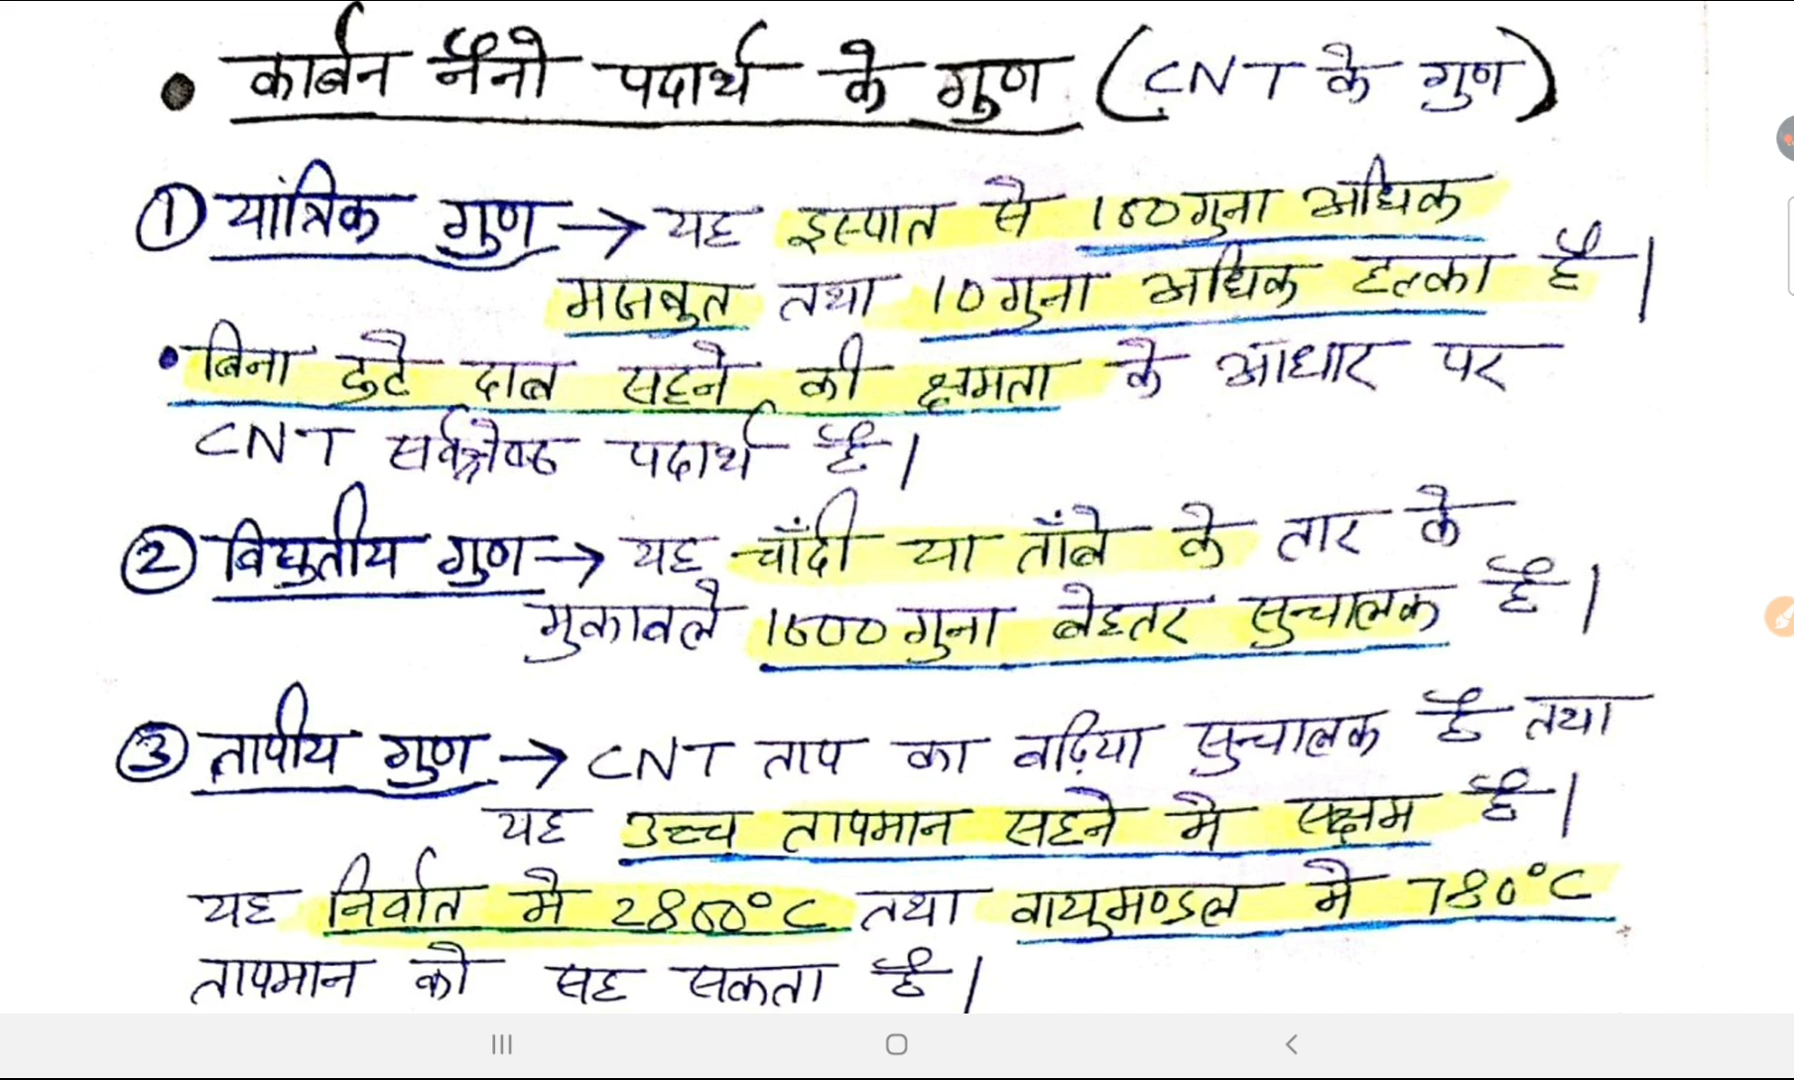 • कार्बन नैनो पदार्थ के गुण (CNT के गुण)
① यांत्रिक गुण → यह इस्पात से 100 गुना अधिक
मजबुत तथा 10 गुना अधिक हल्का है।
• बिना टुटे दाब सहने की क्षमता के आधार पर
CNT सर्वश्रेष्ठ पदार्थ है।
② विघुतीय गुण → यह चाँदी या ताँबे के तार के
मुकाबले 1000 गुना बेहतर सुचालक है।
③ तापीय गुण → CNT ताप का बढ़िया सुचालक है तथा
यह उच्च तापमान सहने मे सक्षम है।
यह निर्वात मे 2800°C तथा वायुमण्डल मे 780°C
तापमान को सह सकता है।